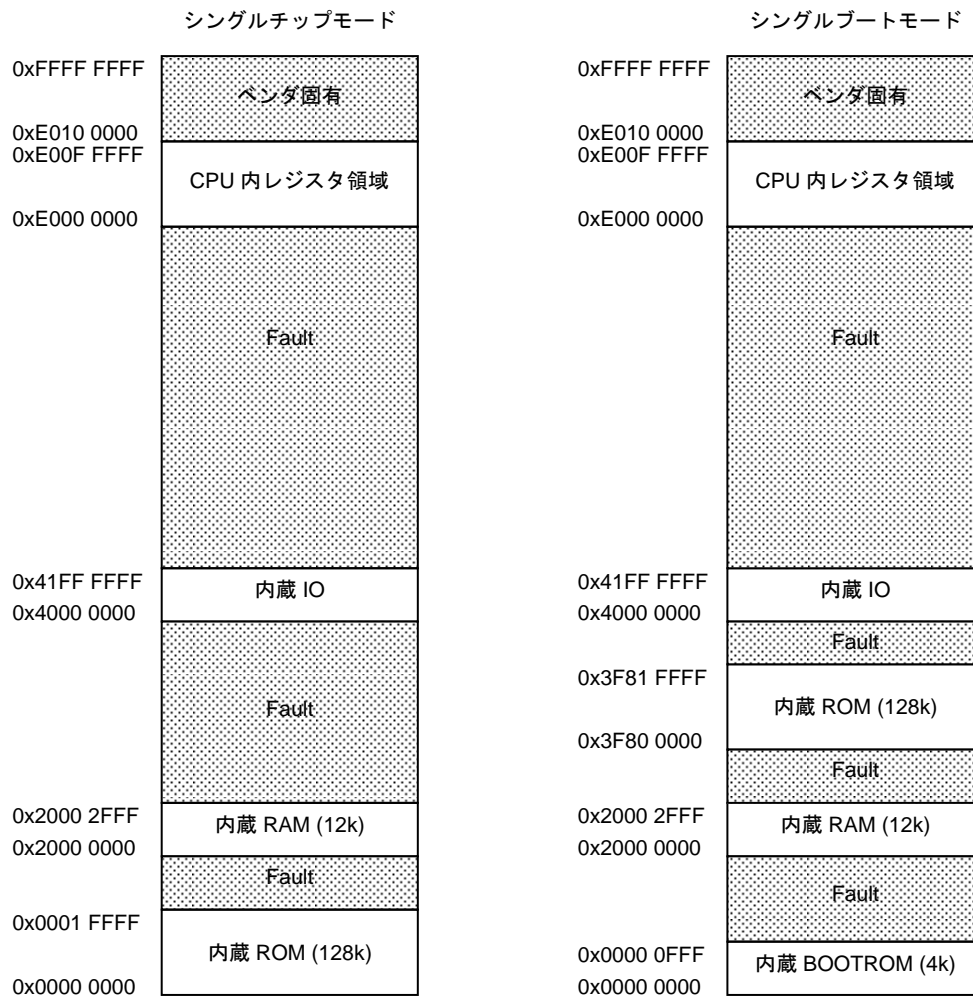 シングルチップモード
0xFFFF FFFF
ベンダ固有
0xE010 0000
0xE00F FFFF
CPU 内レジスタ領域
0xE000 0000
Fault
0x41FF FFFF
内蔵 IO
0x4000 0000
Fault
0x2000 2FFF
内蔵 RAM (12k)
0x2000 0000
Fault
0x0001 FFFF
内蔵 ROM (128k)
0x0000 0000
シングルブートモード
0xFFFF FFFF
ベンダ固有
0xE010 0000
0xE00F FFFF
CPU 内レジスタ領域
0xE000 0000
Fault
0x41FF FFFF
内蔵 IO
0x4000 0000
Fault
0x3F81 FFFF
内蔵 ROM (128k)
0x3F80 0000
Fault
0x2000 2FFF
内蔵 RAM (12k)
0x2000 0000
Fault
0x0000 0FFF
内蔵 BOOTROM (4k)
0x0000 0000